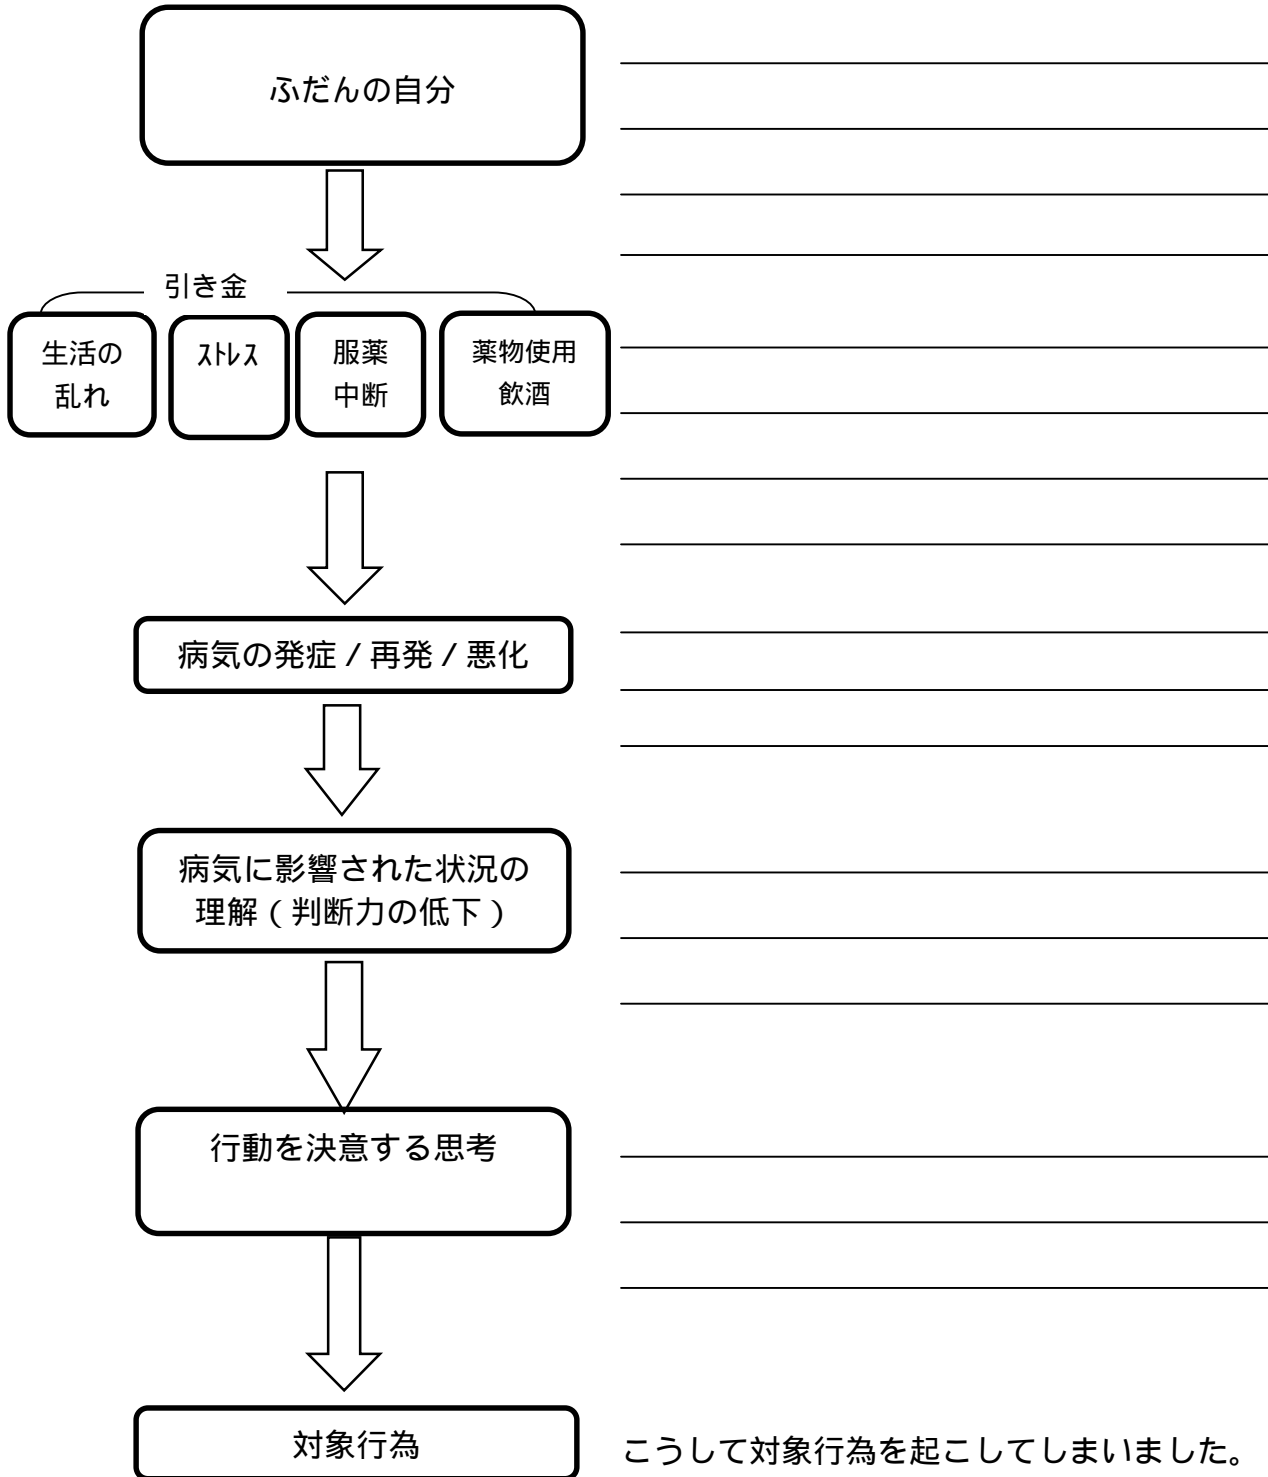 ふだんの自分
引き金
生活の
乱れ
ｽﾄﾚｽ
服薬
中断
薬物使用
飲酒
病気の発症 / 再発 / 悪化
病気に影響された状況の
理解 ( 判断力の低下 )
行動を決意する思考
対象行為
こうして対象行為を起こしてしまいました。